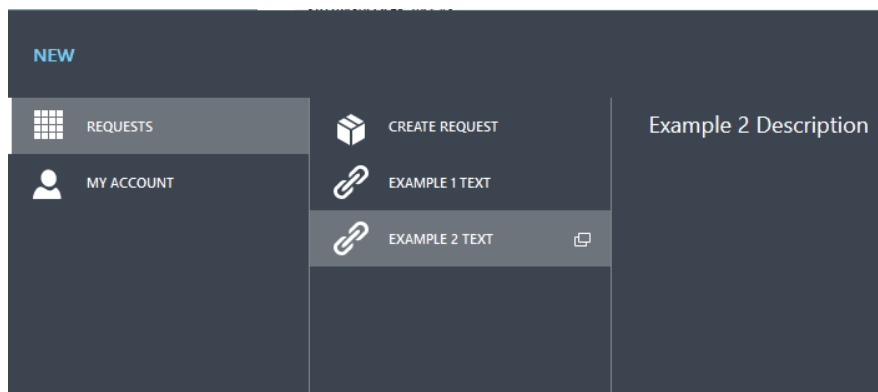 NEW
REQUESTS
MY ACCOUNT
CREATE REQUEST
EXAMPLE 1 TEXT
EXAMPLE 2 TEXT
Example 2 Description